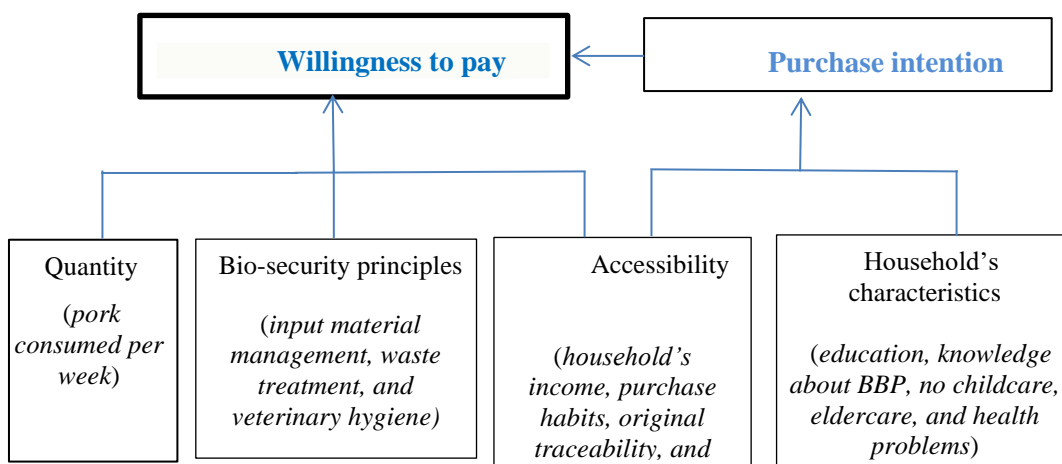 Willingness to pay
Purchase intention
Quantity
(pork
consumed per
week)
Bio-security principles
(input material
management, waste
treatment, and
veterinary hygiene)
Accessibility
(household’s
income, purchase
habits, original
traceability, and
Household’s
characteristics
(education, knowledge
about BBP, no childcare,
eldercare, and health
problems)